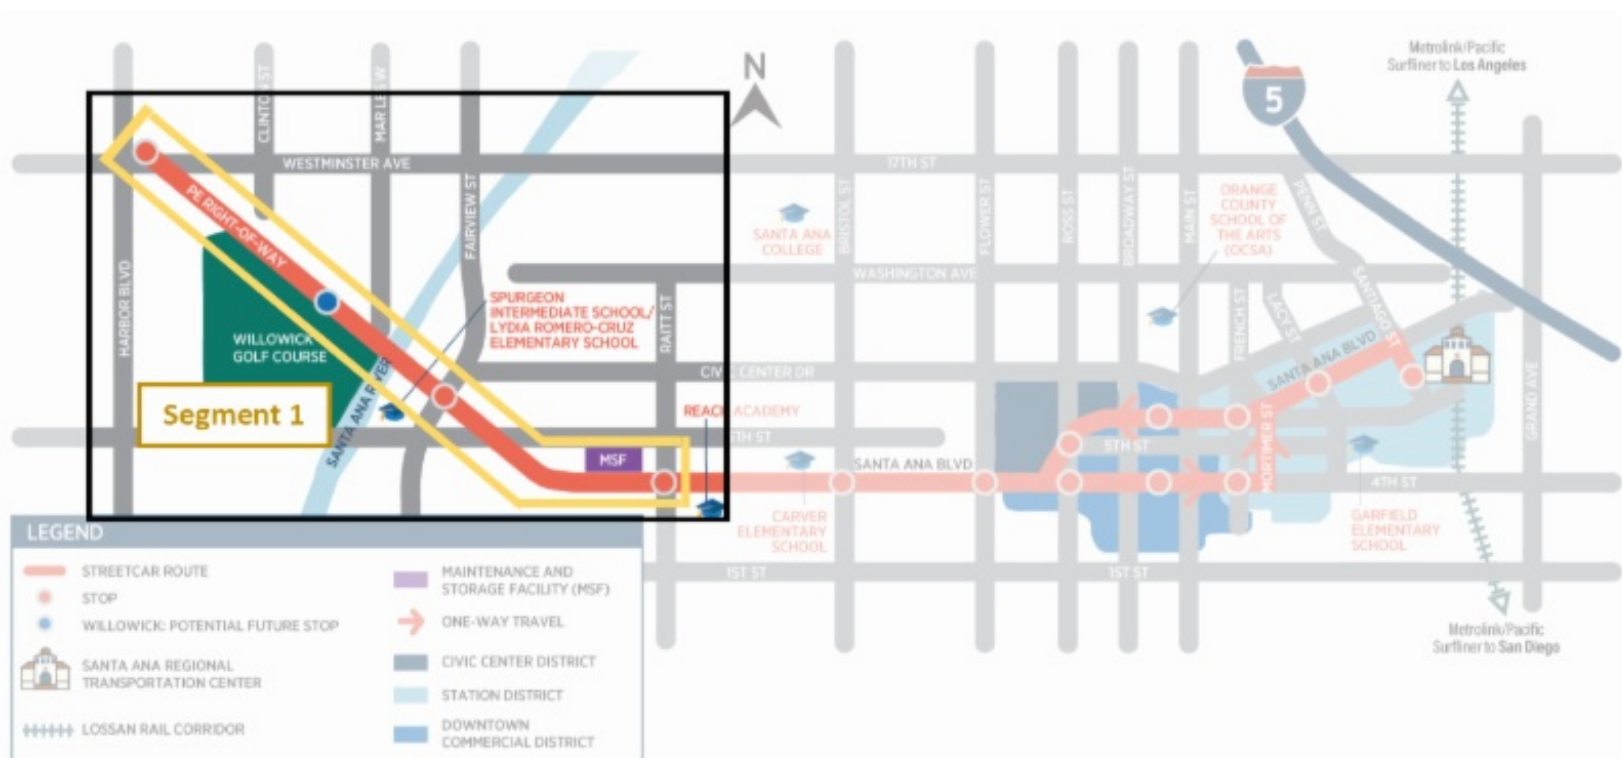 N
5
Metrolink/Pacific
Surfliner to Los Angeles
CLINTON ST
WESTMINSTER AVE
17TH ST
PE RIGHT-OF-WAY
FAIRVIEW ST
HARBOR BLVD
WILLOWICK
GOLF COURSE
SANTA ANA RIVER
Segment 1
SPURGEON
INTERMEDIATE SCHOOL/
LYDIA ROMERO-CRUZ
ELEMENTARY SCHOOL
RAITT ST
SANTA ANA
COLLEGE
BRISTOL ST
FLOWER ST
ROSS ST
BROADWAY ST
MAIN ST
ORANGE
COUNTY
SCHOOL OF
THE ARTS
(OCSA)
PENN ST
WASHINGTON AVE
SANTIAGO ST
FRENCH ST
LACY ST
SANTA ANA BLVD
GRAND AVE
CIVIC CENTER DR
REACH ACADEMY
5TH ST
5TH ST
MORTIMER ST
MSF
SANTA ANA BLVD
4TH ST
CARVER
ELEMENTARY
SCHOOL
GARFIELD
ELEMENTARY
SCHOOL
1ST ST
1ST ST
Metrolink/Pacific
Surfliner to San Diego
LEGEND
STREETCAR ROUTE
STOP
WILLOWICK: POTENTIAL FUTURE STOP
SANTA ANA REGIONAL
TRANSPORTATION CENTER
LOSSAN RAIL CORRIDOR
MAINTENANCE AND
STORAGE FACILITY (MSF)
ONE-WAY TRAVEL
CIVIC CENTER DISTRICT
STATION DISTRICT
DOWNTOWN
COMMERCIAL DISTRICT